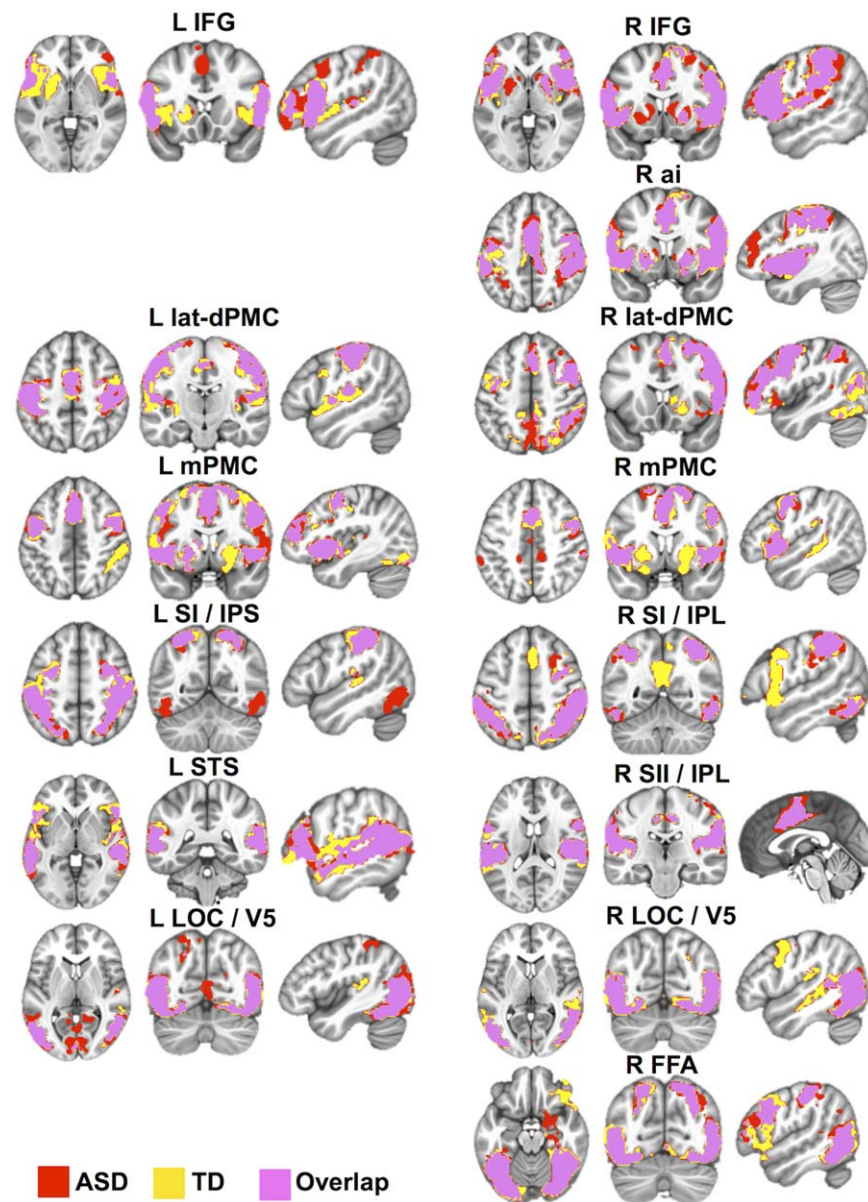 L IFG
R IFG
R ai
L lat-dPMC
R lat-dPMC
L mPMC
R mPMC
L SI / IPS
R SI / IPL
L STS
R SII / IPL
L LOC / V5
R LOC / V5
R FFA
ASD TD Overlap